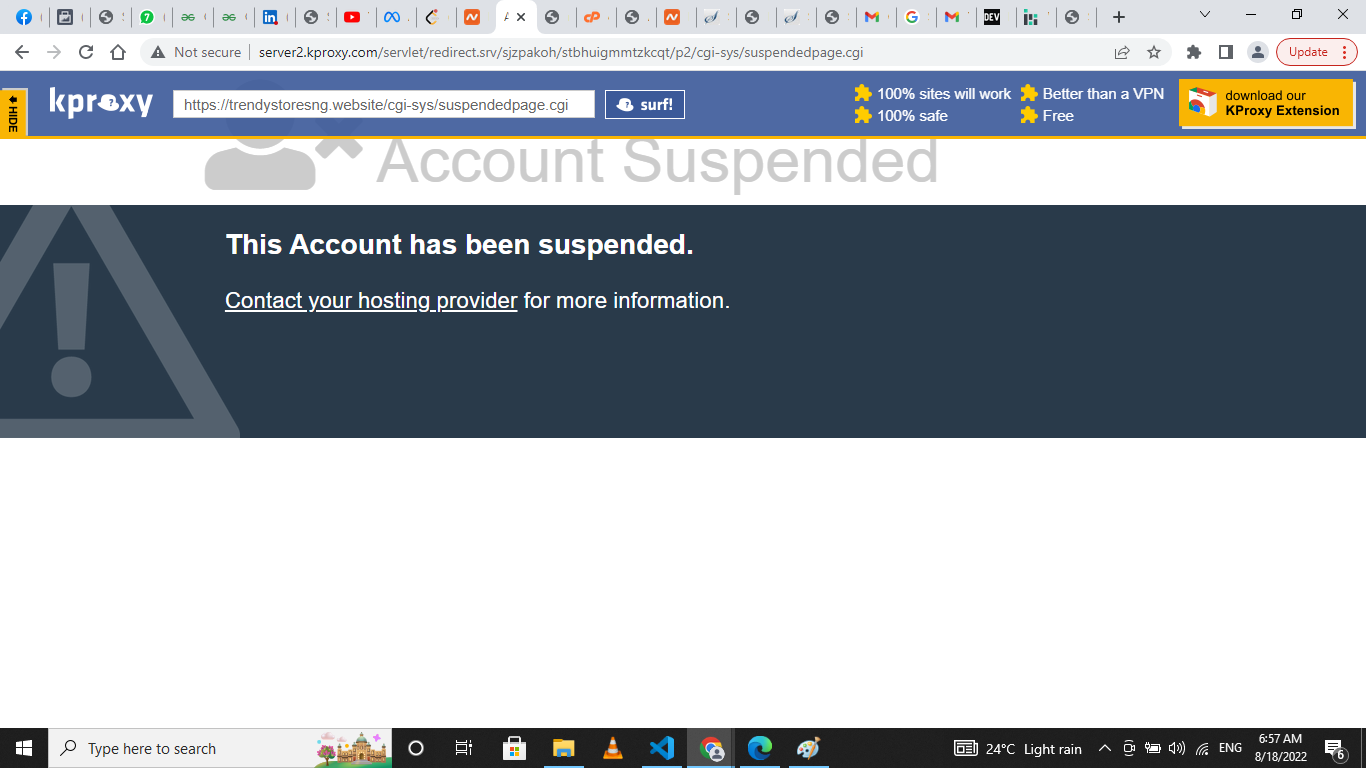 Not secure
server2.kproxy.com/servlet/redirect.srv/sjzpakoh/stbhuigmmtzkcqt/p2/cgi-sys/suspendedpage.cgi
Update
HIDE
kproxy
https://trendystoresng.website/cgi-sys/suspendedpage.cgi
surf!
100% sites will work
Better than a VPN
100% safe
Free
download our
KProxy Extension
Account Suspended
This Account has been suspended.
Contact your hosting provider for more information.
Type here to search
24°C Light rain
ENG
6:57 AM
8/18/2022
6